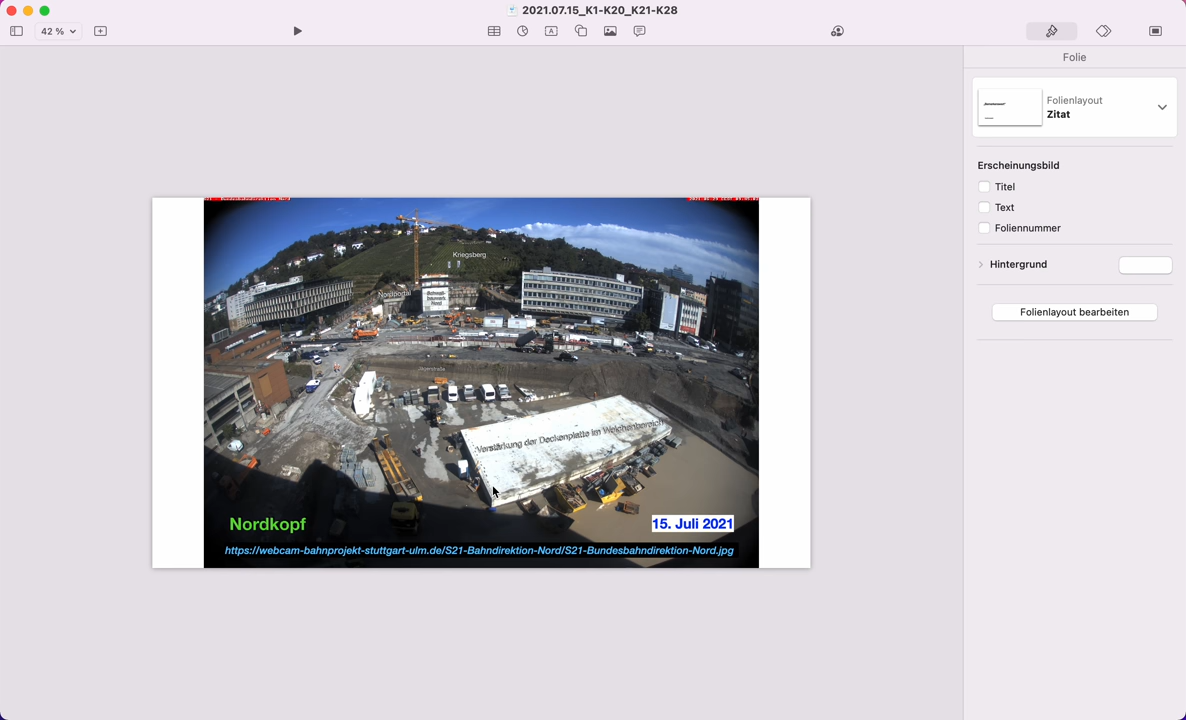 2021.07.15_K1-K20_K21-K28
42 %
Folie
Folienlayout
Zitat
Erscheinungsbild
Titel
Text
Foliennummer
Hintergrund
Folienlayout bearbeiten
Kriegsberg
Nordportal
Jägerstraße
Verstärkung der Deckenplatte im Weichenbereich
Nordkopf
15. Juli 2021
https://webcam-bahnprojekt-stuttgart-ulm.de/S21-Bahndirektion-Nord/S21-Bundesbahndirektion-Nord.jpg